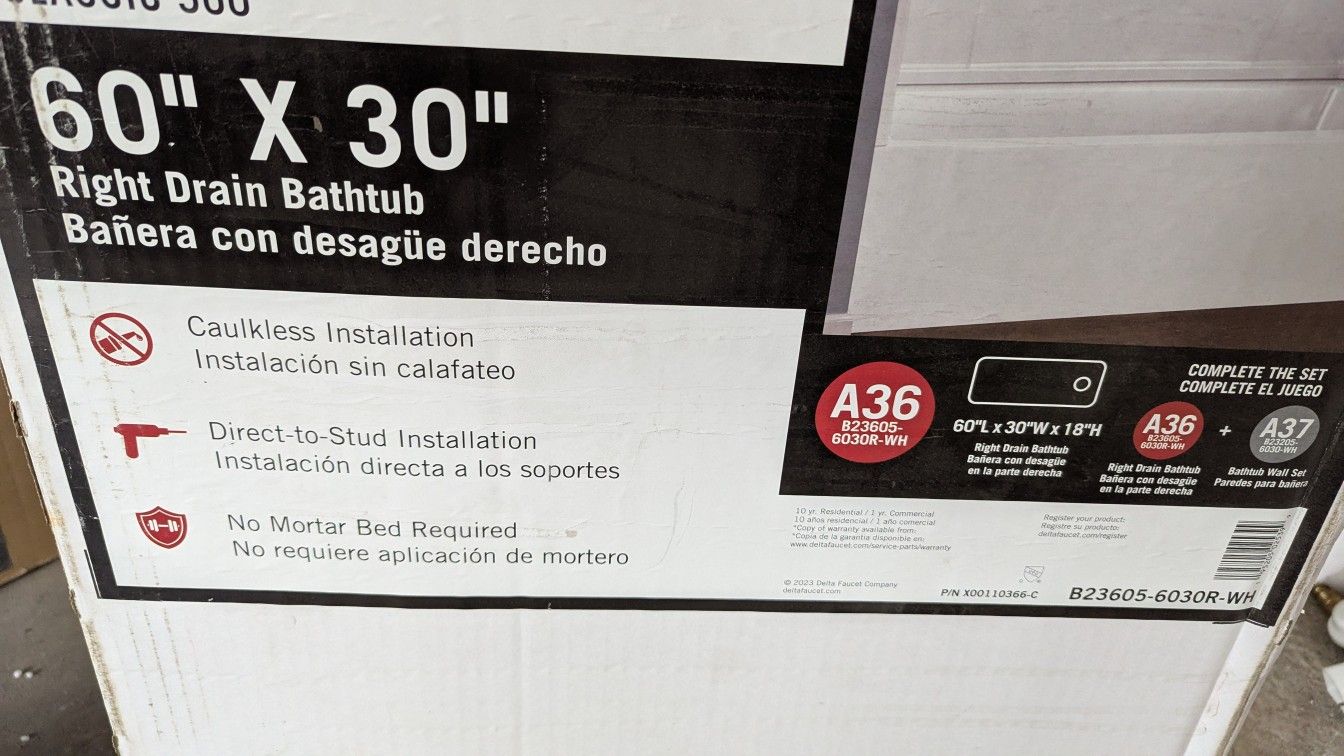 CLASSIC 500
60" X 30"
Right Drain Bathtub
Bañera con desagüe derecho
Caulkless Installation
Instalación sin calafateo
Direct-to-Stud Installation
Instalación directa a los soportes
No Mortar Bed Required
No requiere aplicación de mortero
A36
B23605-
6030R-WH
60"L x 30"W x 18"H
Right Drain Bathtub
Bañera con desagüe
en la parte derecha
COMPLETE THE SET
COMPLETE EL JUEGO
A36
B23605-
6030R-WH
+
A37
B23205-
6030-WH
Right Drain Bathtub
Bañera con desagüe
en la parte derecha
Bathtub Wall Set
Paredes para bañera
10 yr. Residential / 1 yr. Commercial
10 años residencial / 1 año comercial
*Copy of warranty available from:
*Copia de la garantía disponible en:
www.deltafaucet.com/service-parts/warranty
Register your product:
Registre su producto:
deltafaucet.com/register
© 2023 Delta Faucet Company
deltafaucet.com
P/N X00110366-C
B23605-6030R-WH